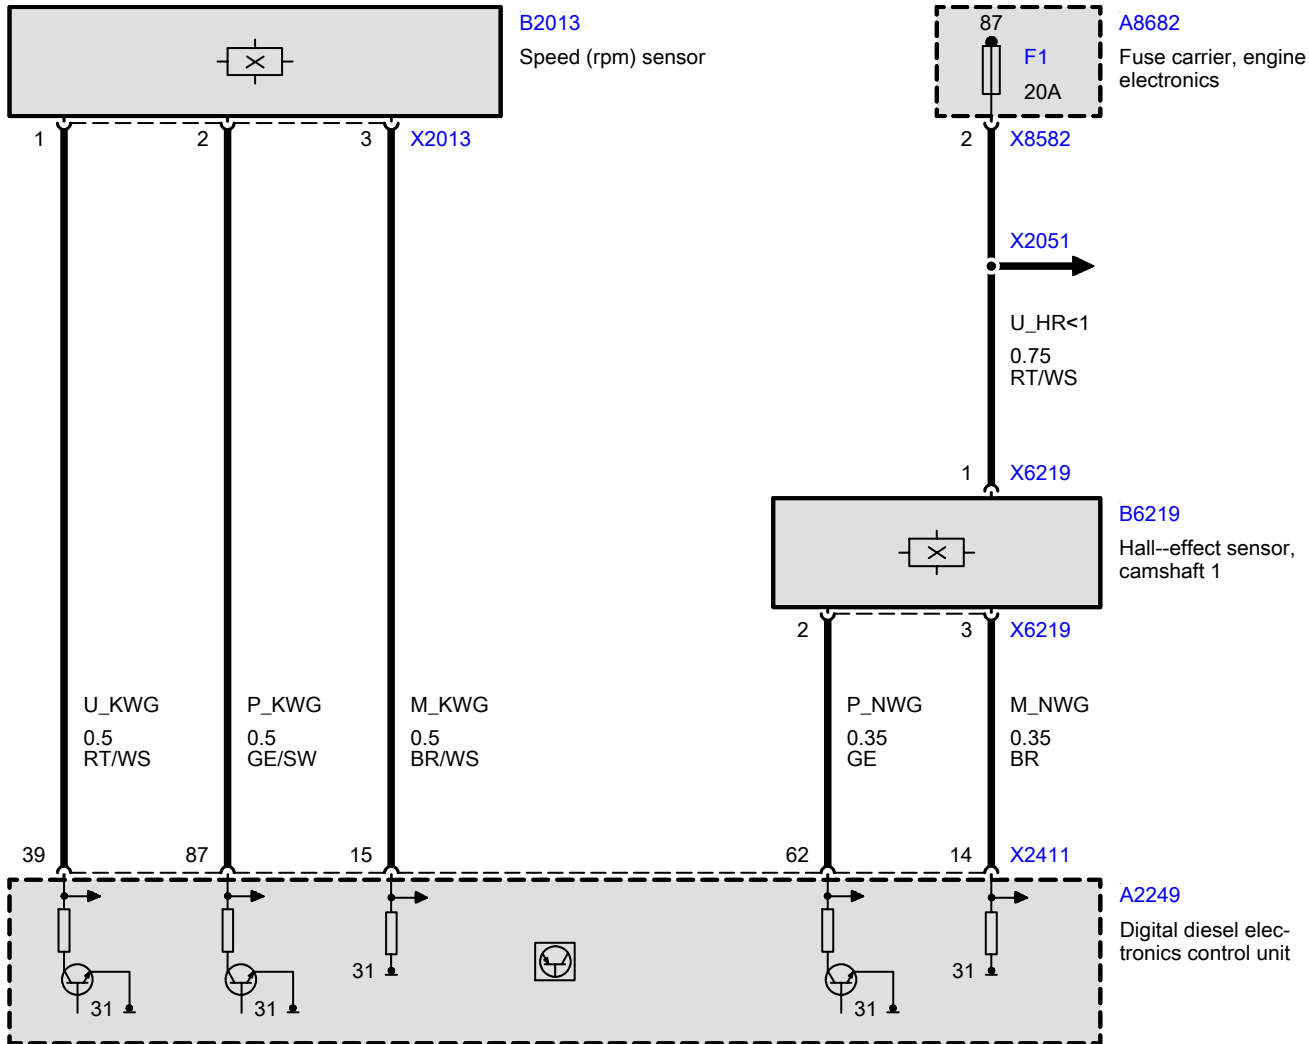 B2013
Speed (rpm) sensor
87
F1
20A
A8682
Fuse carrier, engine
electronics
1
2
3
X2013
2
X8582
X2051
U_HR<1
0.75
RT/WS
1
X6219
B6219
Hall--effect sensor,
camshaft 1
2
3
X6219
U_KWG
0.5
RT/WS
P_KWG
0.5
GE/SW
M_KWG
0.5
BR/WS
P_NWG
0.35
GE
M_NWG
0.35
BR
39
87
15
62
14
X2411
A2249
Digital diesel elec-
tronics control unit
31
31
31
31
31